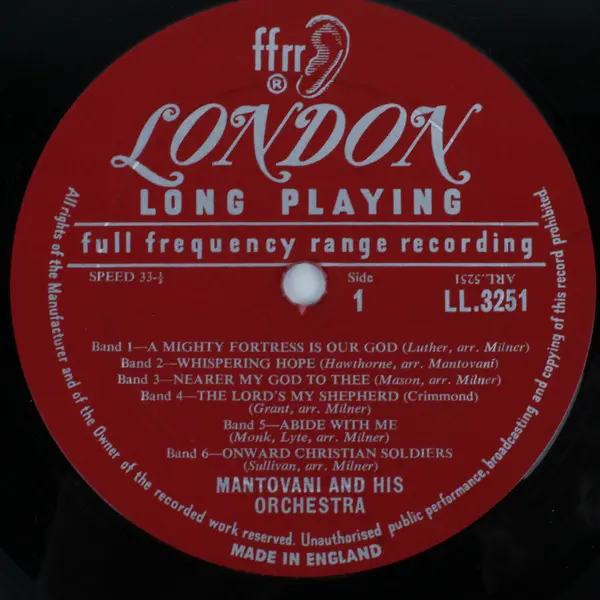 ffrr
®
LONDON
LONG PLAYING
full frequency range recording
SPEED 33-⅓
Side
1
ARL.5251
LL.3251
Band 1—A MIGHTY FORTRESS IS OUR GOD (Luther, arr. Milner)
Band 2—WHISPERING HOPE (Hawthorne, arr. Mantovani)
Band 3—NEARER MY GOD TO THEE (Mason, arr. Milner)
Band 4—THE LORD'S MY SHEPHERD (Crimmond)
(Grant, arr. Milner)
Band 5—ABIDE WITH ME
(Monk, Lyte, arr. Milner)
Band 6—ONWARD CHRISTIAN SOLDIERS
(Sullivan, arr. Milner)
MANTOVANI AND HIS
ORCHESTRA
All rights of the Manufacturer and of the Owner of the recorded work reserved. Unauthorised public performance, broadcasting and copying of this record prohibited.
MADE IN ENGLAND